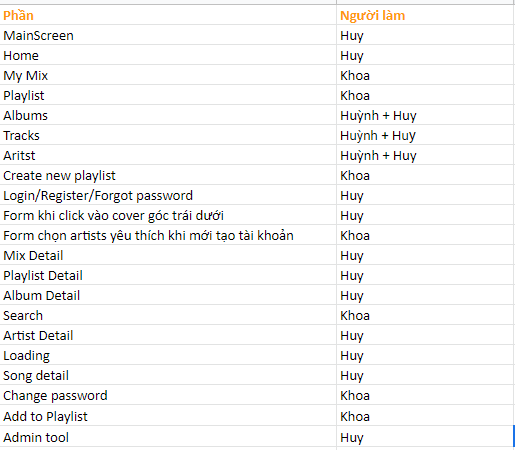 Phần Người làm
MainScreen Huy
Home Huy
My Mix Khoa
Playlist Khoa
Albums Huỳnh + Huy
Tracks Huỳnh + Huy
Aritst Huỳnh + Huy
Create new playlist Khoa
Login/Register/Forgot password Huy
Form khi click vào cover góc trái dưới Huy
Form chọn artists yêu thích khi mới tạo tài khoản Khoa
Mix Detail Huy
Playlist Detail Huy
Album Detail Huy
Search Khoa
Artist Detail Huy
Loading Huy
Song detail Huy
Change password Khoa
Add to Playlist Khoa
Admin tool Huy